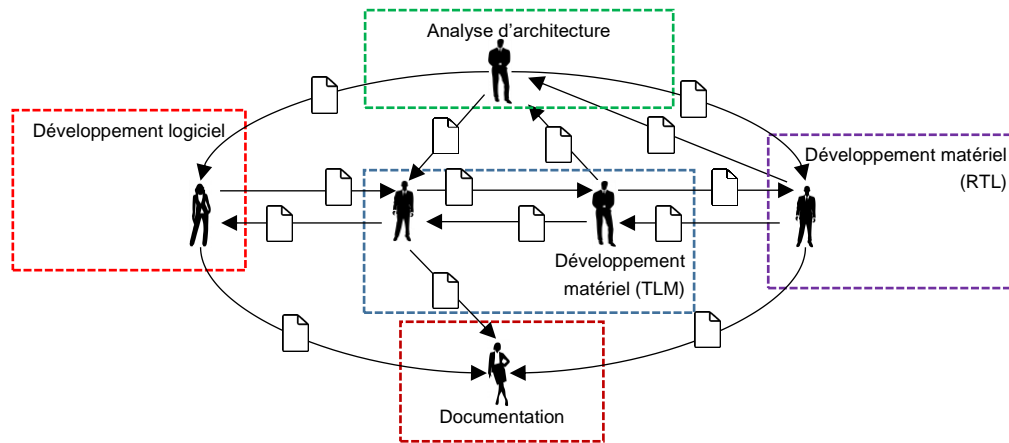 Analyse d'architecture
Développement logiciel
Développement matériel
(RTL)
Développement
matériel (TLM)
Documentation